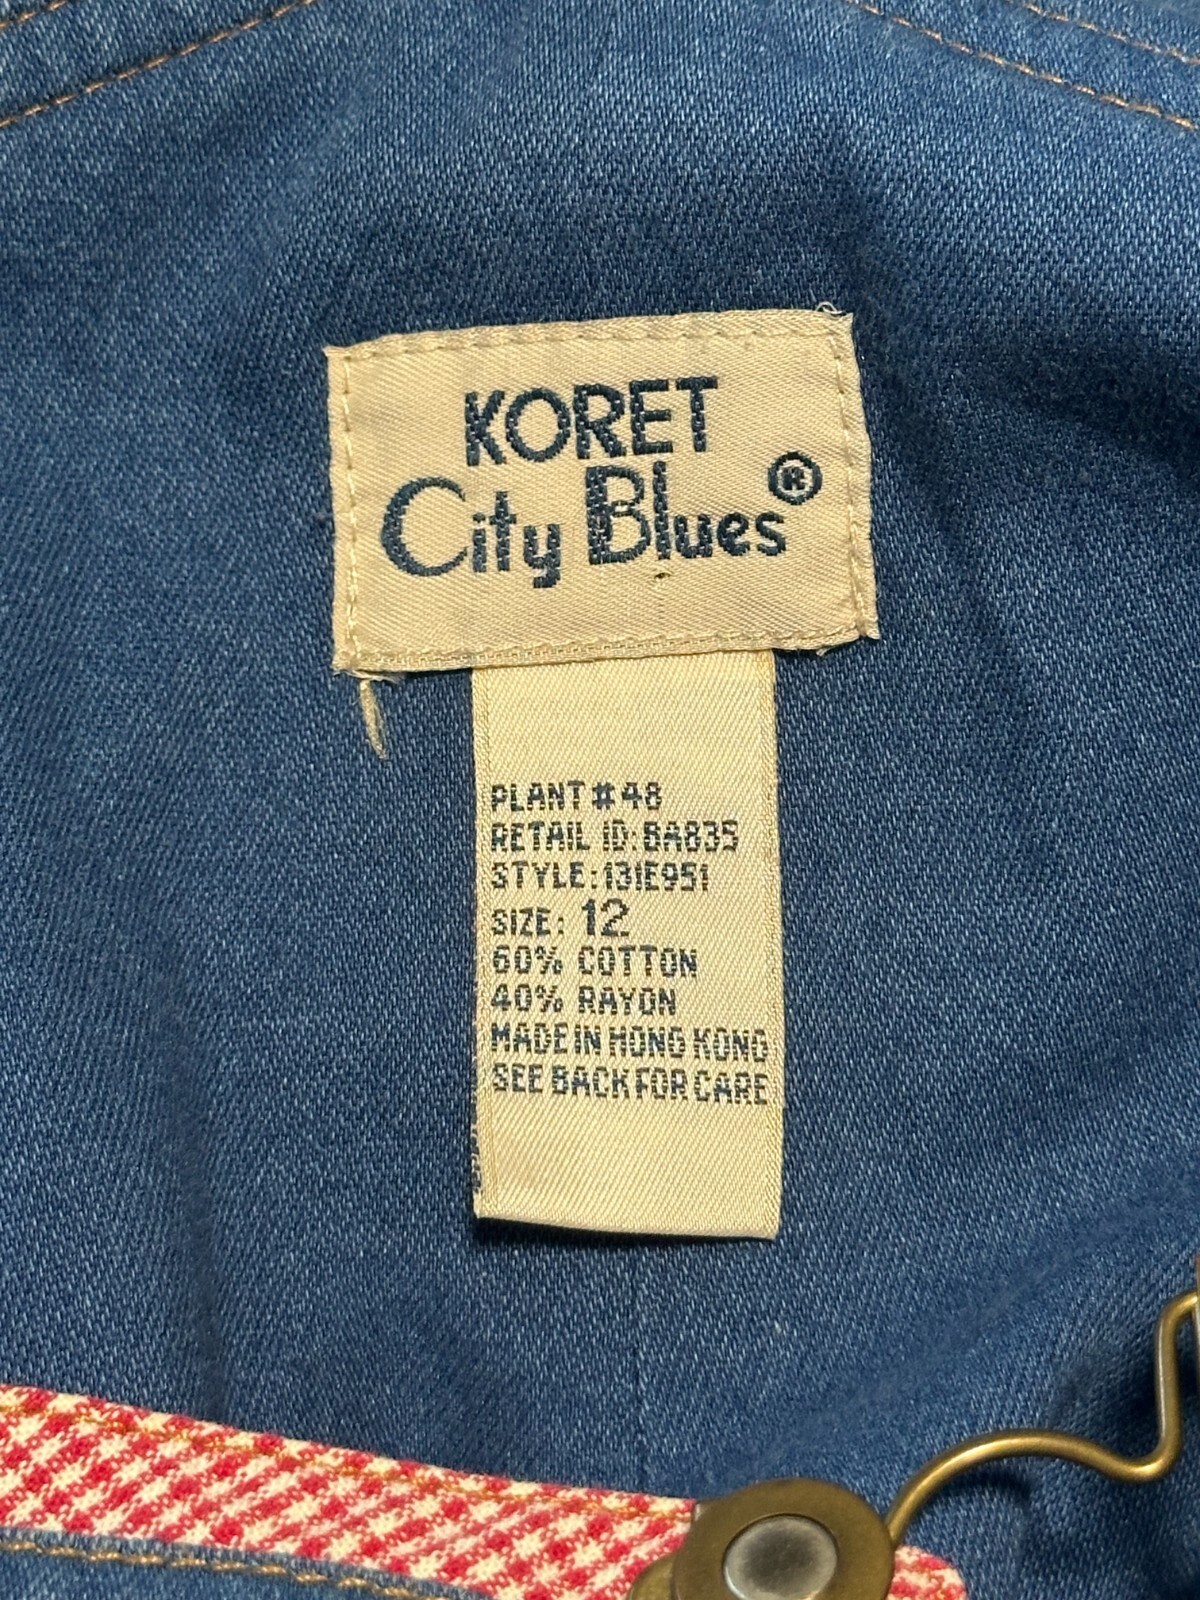 KORET
City Blues®
PLANT #48
RETAIL ID: BA835
STYLE: 131E951
SIZE: 12
60% COTTON
40% RAYON
MADE IN HONG KONG
SEE BACK FOR CARE